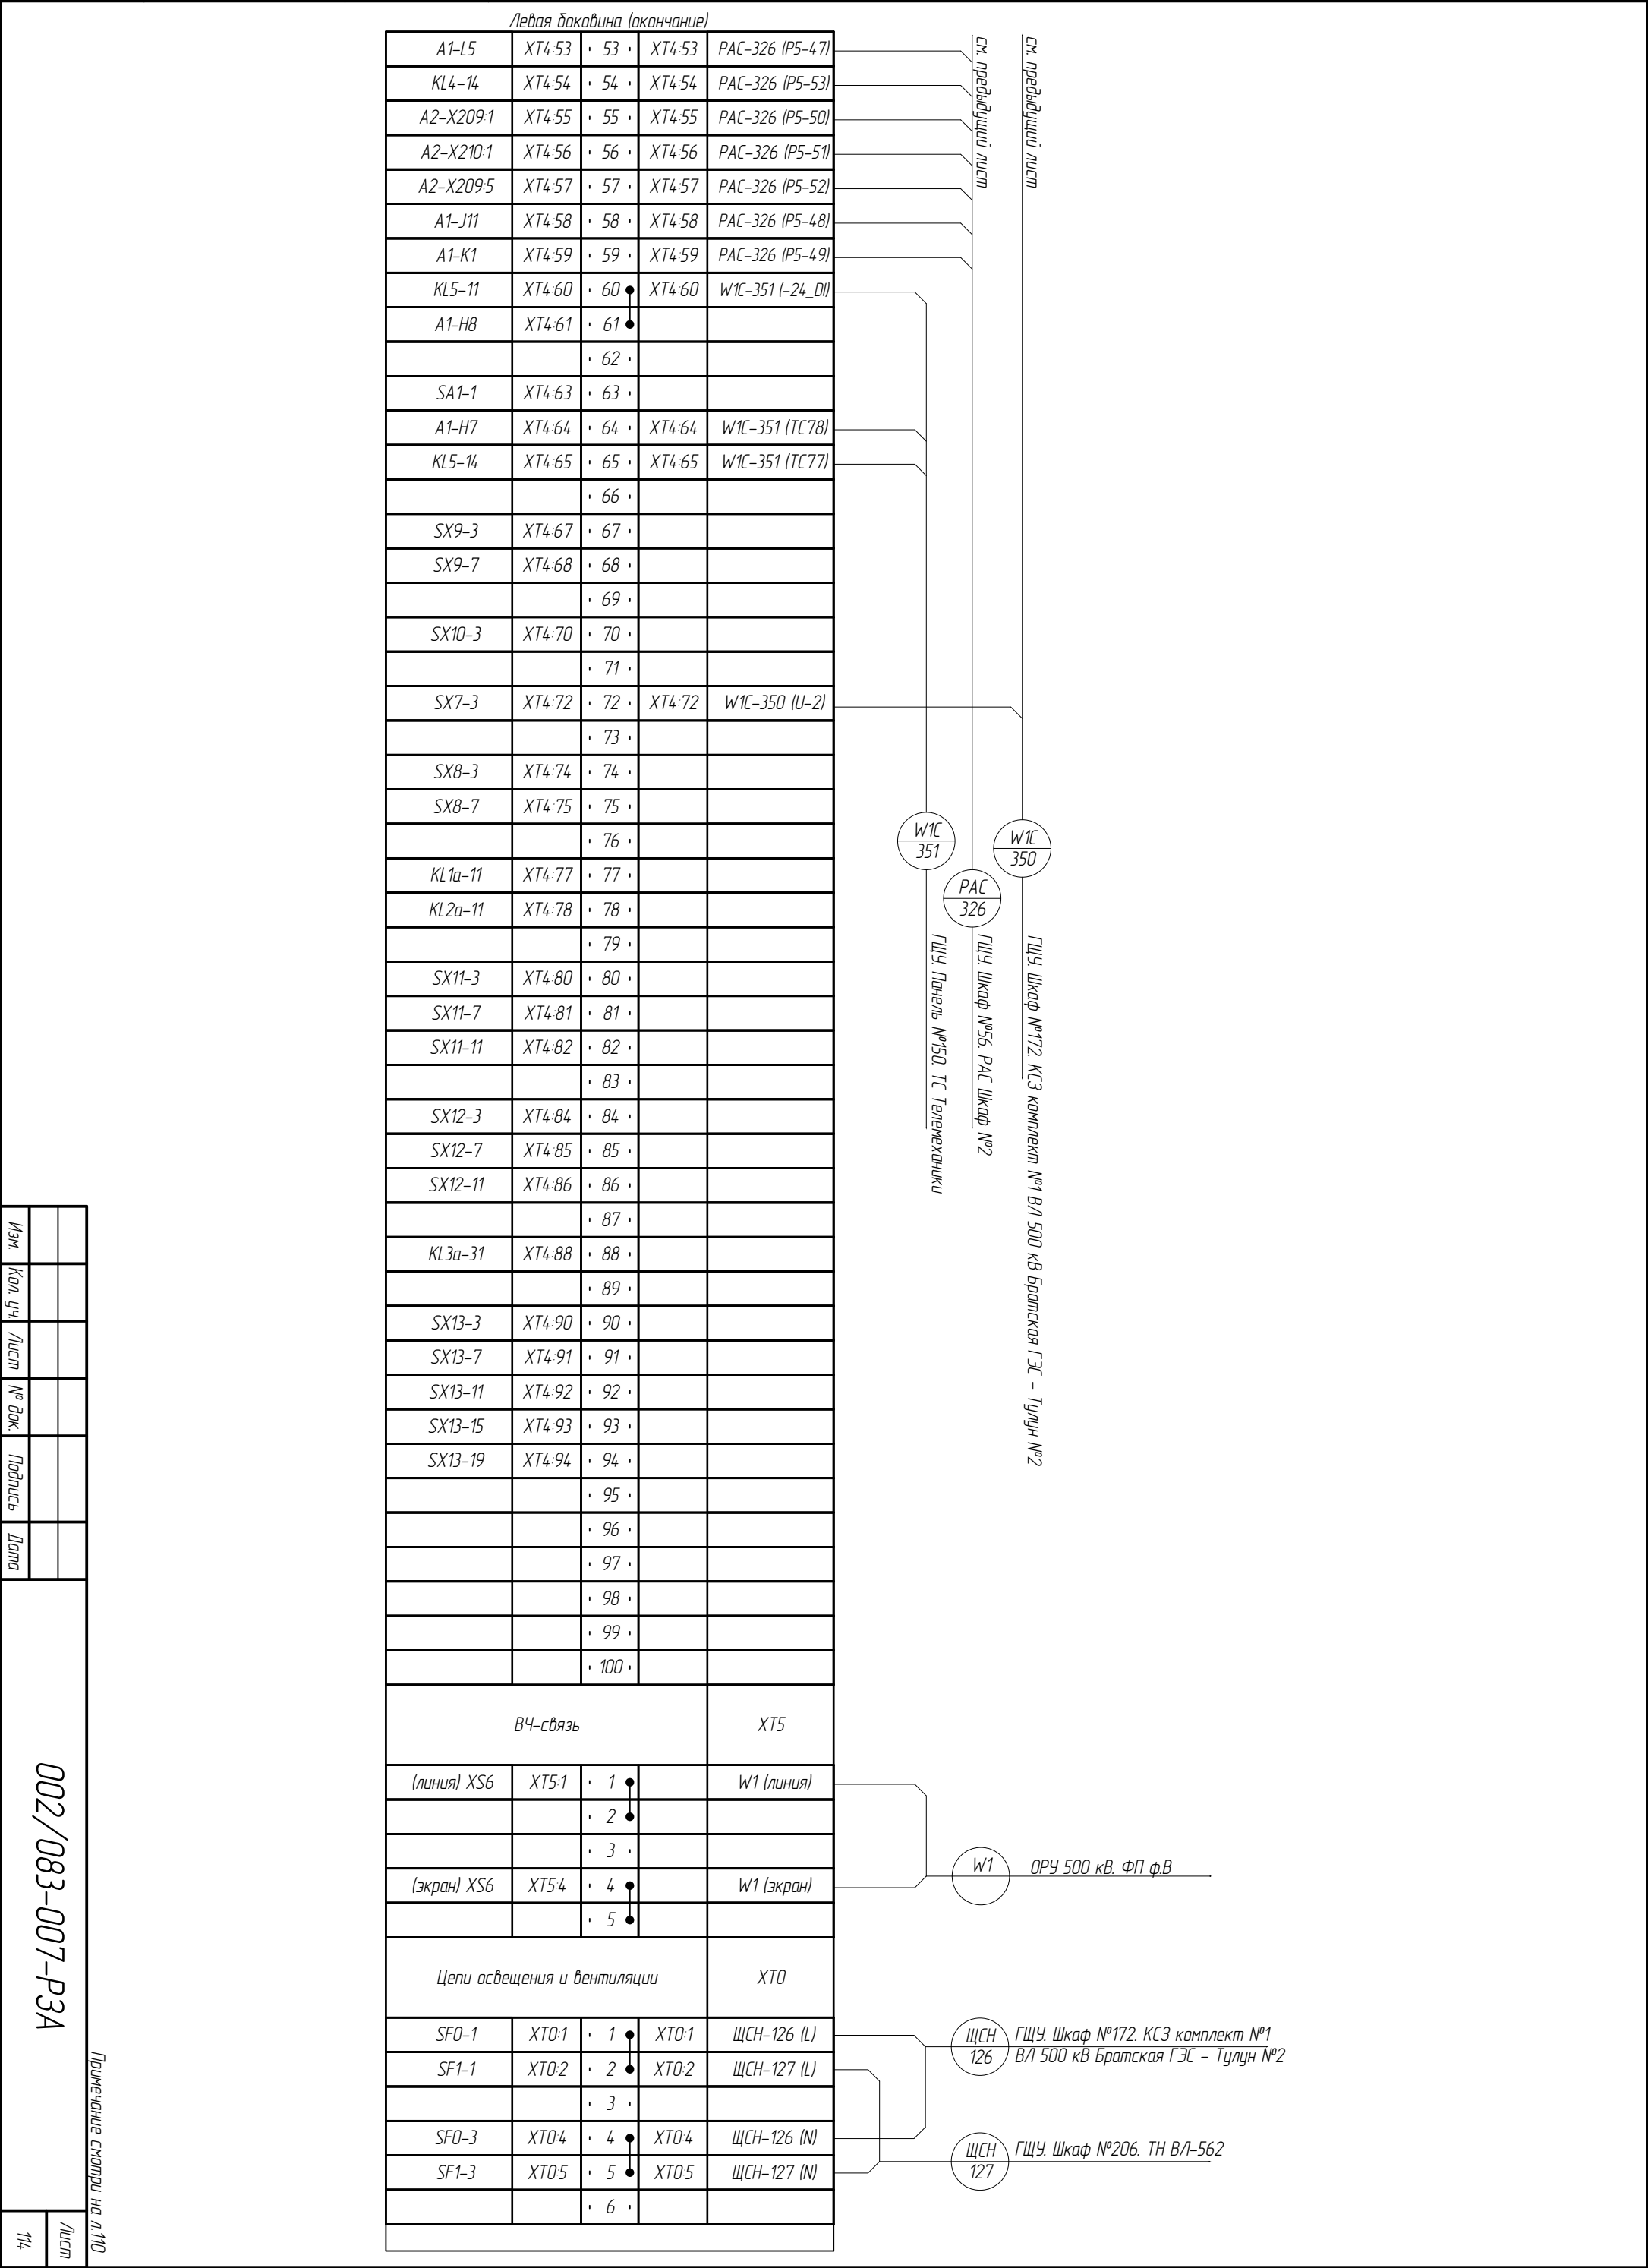 Левая боковина (окончание)
A1-L5 XT4:53 53 XT4:53 РАС-326 (P5-47)
KL4-14 XT4:54 54 XT4:54 РАС-326 (P5-53)
A2-X209:1 XT4:55 55 XT4:55 РАС-326 (P5-50)
A2-X210:1 XT4:56 56 XT4:56 РАС-326 (P5-51)
A2-X209:5 XT4:57 57 XT4:57 РАС-326 (P5-52)
A1-J11 XT4:58 58 XT4:58 РАС-326 (P5-48)
A1-K1 XT4:59 59 XT4:59 РАС-326 (P5-49)
KL5-11 XT4:60 60 XT4:60 W1C-351 (-24_DI)
A1-H8 XT4:61 61
62
SA1-1 XT4:63 63
A1-H7 XT4:64 64 XT4:64 W1C-351 (TC78)
KL5-14 XT4:65 65 XT4:65 W1C-351 (TC77)
66
SX9-3 XT4:67 67
SX9-7 XT4:68 68
69
SX10-3 XT4:70 70
71
SX7-3 XT4:72 72 XT4:72 W1C-350 (U-2)
73
SX8-3 XT4:74 74
SX8-7 XT4:75 75
76
KL1a-11 XT4:77 77
KL2a-11 XT4:78 78
79
SX11-3 XT4:80 80
SX11-7 XT4:81 81
SX11-11 XT4:82 82
83
SX12-3 XT4:84 84
SX12-7 XT4:85 85
SX12-11 XT4:86 86
87
KL3a-31 XT4:88 88
89
SX13-3 XT4:90 90
SX13-7 XT4:91 91
SX13-11 XT4:92 92
SX13-15 XT4:93 93
SX13-19 XT4:94 94
95
96
97
98
99
100
ВЧ-связь XT5
(линия) XS6 XT5:1 1 W1 (линия)
2
3
(экран) XS6 XT5:4 4 W1 (экран)
5
Цепи освещения и вентиляции XT0
SF0-1 XT0:1 1 XT0:1 ЩСН-126 (L)
SF1-1 XT0:2 2 XT0:2 ЩСН-127 (L)
3
SF0-3 XT0:4 4 XT0:4 ЩСН-126 (N)
SF1-3 XT0:5 5 XT0:5 ЩСН-127 (N)
6
см. предыдущий лист
см. предыдущий лист
W1C
351
ГЩУ. Панель №150. ТС Телемеханики
РАС
326
ГЩУ. Шкаф №56. РАС Шкаф №2
W1C
350
ГЩУ. Шкаф №172. КСЗ комплект №1 ВЛ 500 кВ Братская ГЭС - Тулун №2
W1
ОРУ 500 кВ. ФП ф.В
ЩСН
126
ГЩУ. Шкаф №172. КСЗ комплект №1
ВЛ 500 кВ Братская ГЭС - Тулун №2
ЩСН
127
ГЩУ. Шкаф №206. ТН ВЛ-562
Примечание смотри на л.110
Изм. Кол. уч. Лист № док. Подпись Дата
002/083-007-РЗА
Лист
114